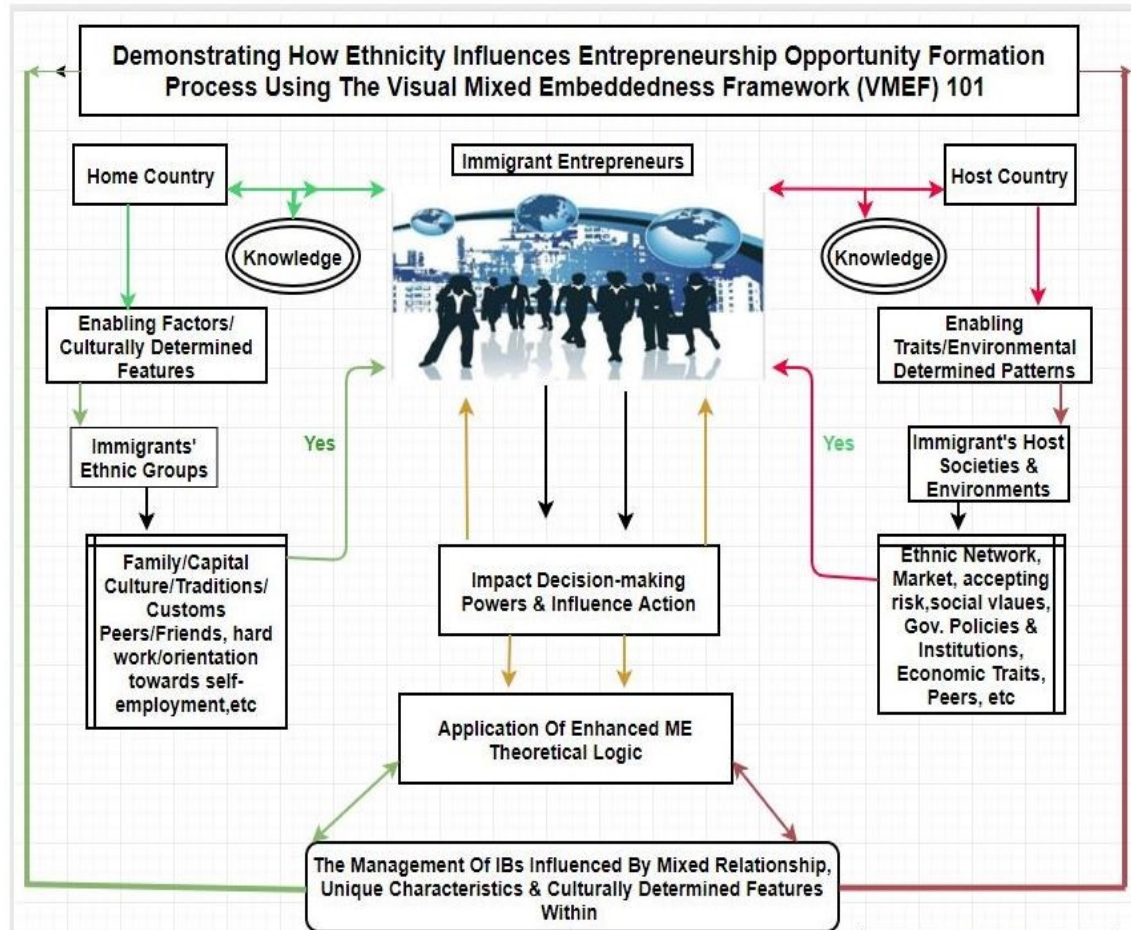 Demonstrating How Ethnicity Influences Entrepreneurship Opportunity Formation
Process Using The Visual Mixed Embeddedness Framework (VMEF) 101
Home Country
Immigrant Entrepreneurs
Host Country
Knowledge
Knowledge
Enabling Factors/
Culturally Determined
Features
Enabling
Traits/Environmental
Determined Patterns
Immigrants'
Ethnic Groups
Yes
Yes
Immigrant's Host
Societies &
Environments
Family/Capital
Culture/Traditions/
Customs
Peers/Friends, hard
work/orientation
towards self-
employment,etc
Impact Decision-making
Powers & Influence Action
Ethnic Network,
Market, accepting
risk,social vlaues,
Gov. Policies &
Institutions,
Economic Traits,
Peers, etc
Application Of Enhanced ME
Theoretical Logic
The Management Of IBs Influenced By Mixed Relationship,
Unique Characteristics & Culturally Determined Features
Within